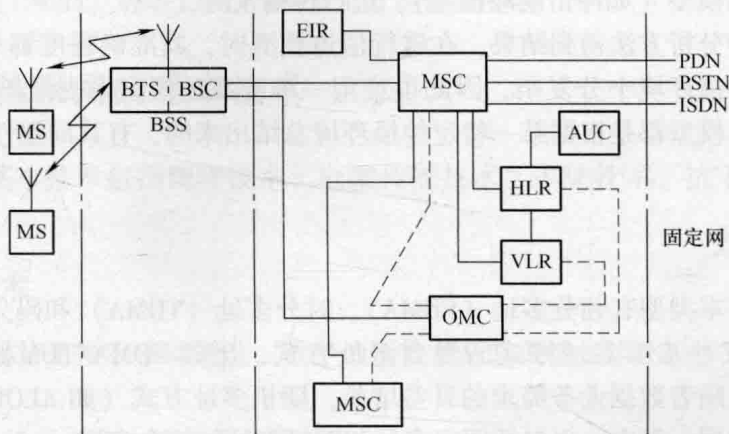 EIR
MSC
PDN
PSTN
ISDN
BTS
BSC
BSS
MS
MS
AUC
HLR
VLR
OMC
MSC
固定网